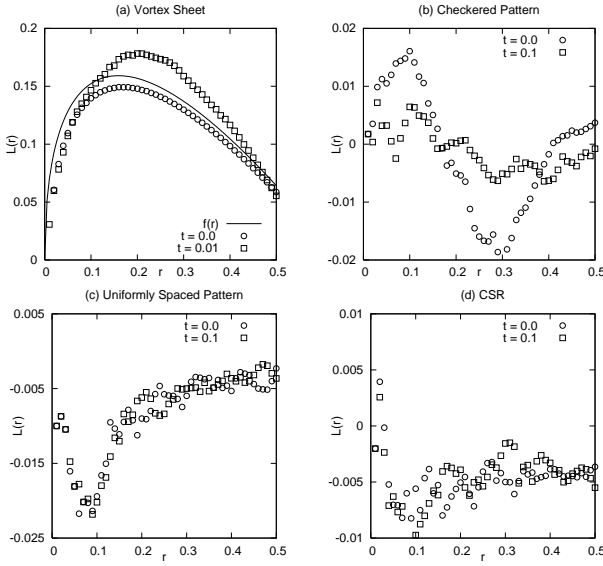 (a) Vortex Sheet
L(r)
0.2
0.15
0.1
0.05
0
f(r)
t = 0.0
t = 0.01
0 0.1 0.2 0.3 0.4 0.5
r
(b) Checkered Pattern
L(r)
0.02
0.01
0
-0.01
-0.02
t = 0.0
t = 0.1
0 0.1 0.2 0.3 0.4 0.5
r
(c) Uniformly Spaced Pattern
L(r)
0.005
-0.005
-0.015
-0.025
t = 0.0
t = 0.1
0 0.1 0.2 0.3 0.4 0.5
r
(d) CSR
L(r)
0.01
0.005
0
-0.005
-0.01
t = 0.0
t = 0.1
0 0.1 0.2 0.3 0.4 0.5
r